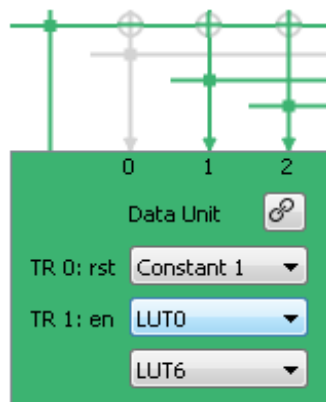 0 1 2
Data Unit
TR 0: rst Constant 1
TR 1: en LUT0
LUT6